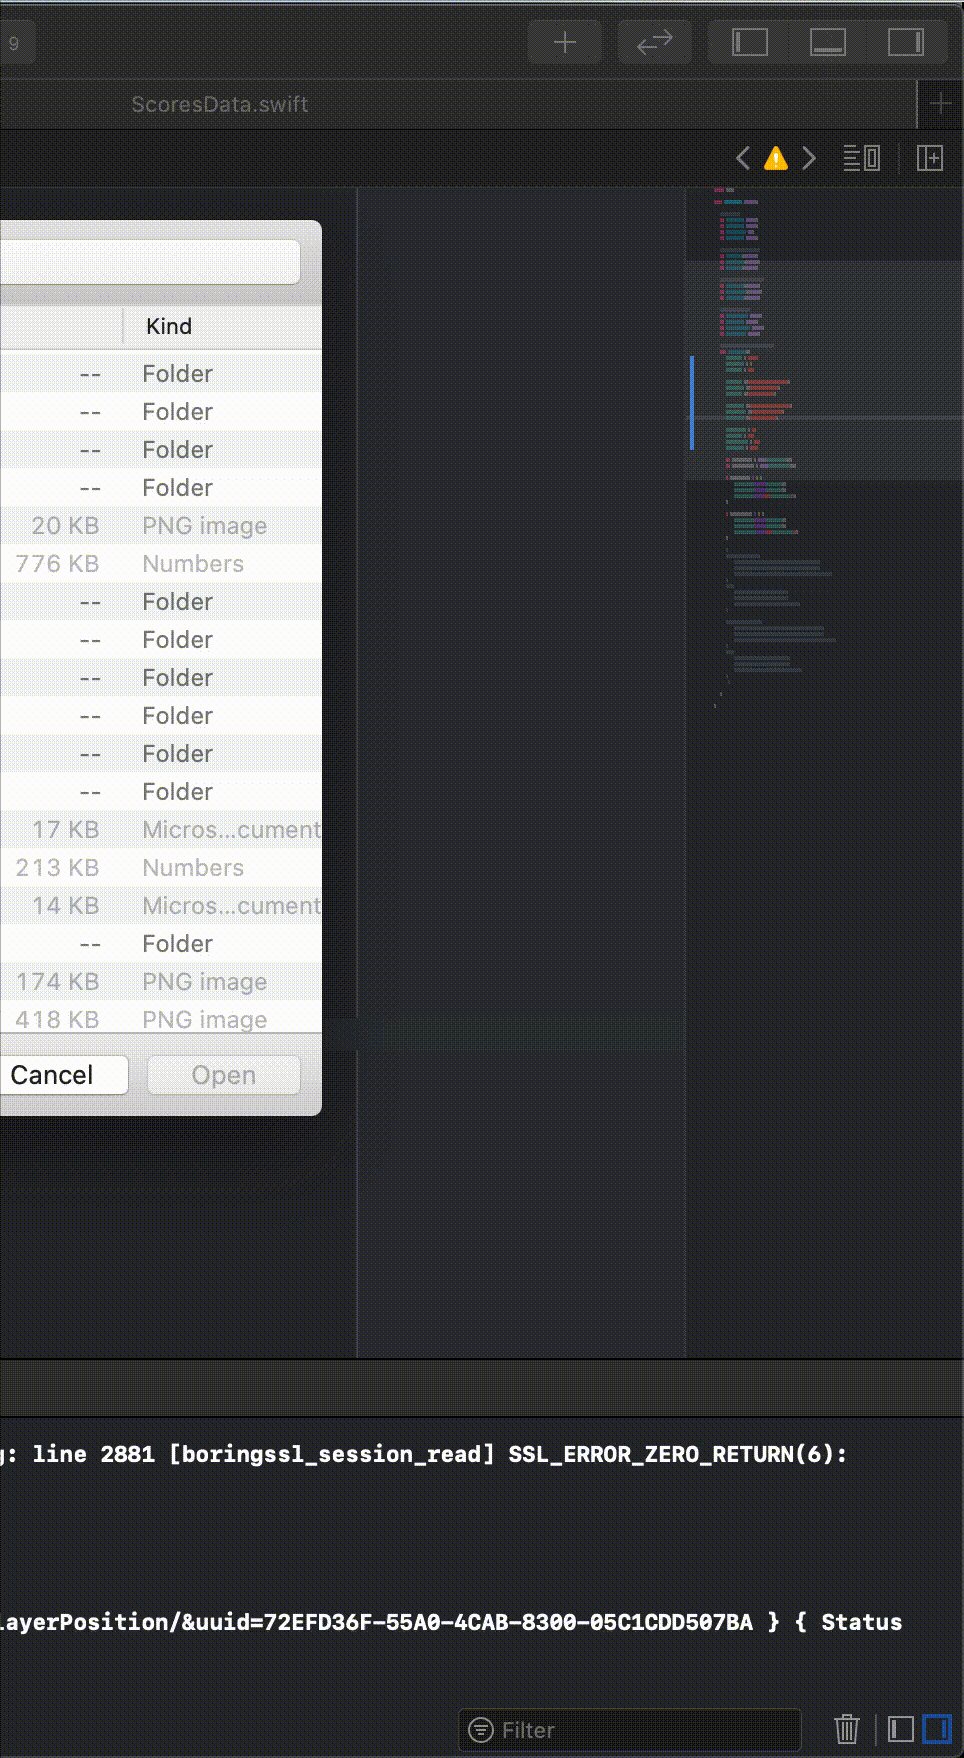 9
ScoresData.swift
Kind
-- Folder
-- Folder
-- Folder
-- Folder
20 KB PNG image
776 KB Numbers
-- Folder
-- Folder
-- Folder
-- Folder
-- Folder
-- Folder
17 KB Micros...cument
213 KB Numbers
14 KB Micros...cument
-- Folder
174 KB PNG image
418 KB PNG image
Cancel Open
g: line 2881 [boringssl_session_read] SSL_ERROR_ZERO_RETURN(6):
layerPosition/&uuid=72EFD36F-55A0-4CAB-8300-05C1CDD507BA } { Status
Filter